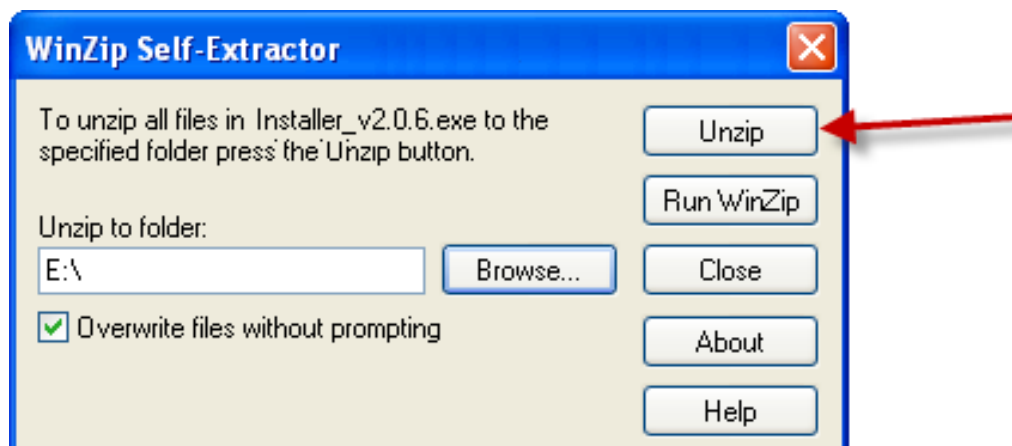 WinZip Self-Extractor
To unzip all files in Installer_v2.0.6.exe to the
specified folder press the Unzip button.
Unzip
Run WinZip
Unzip to folder:
E:\
Browse...
Close
Overwrite files without prompting
About
Help